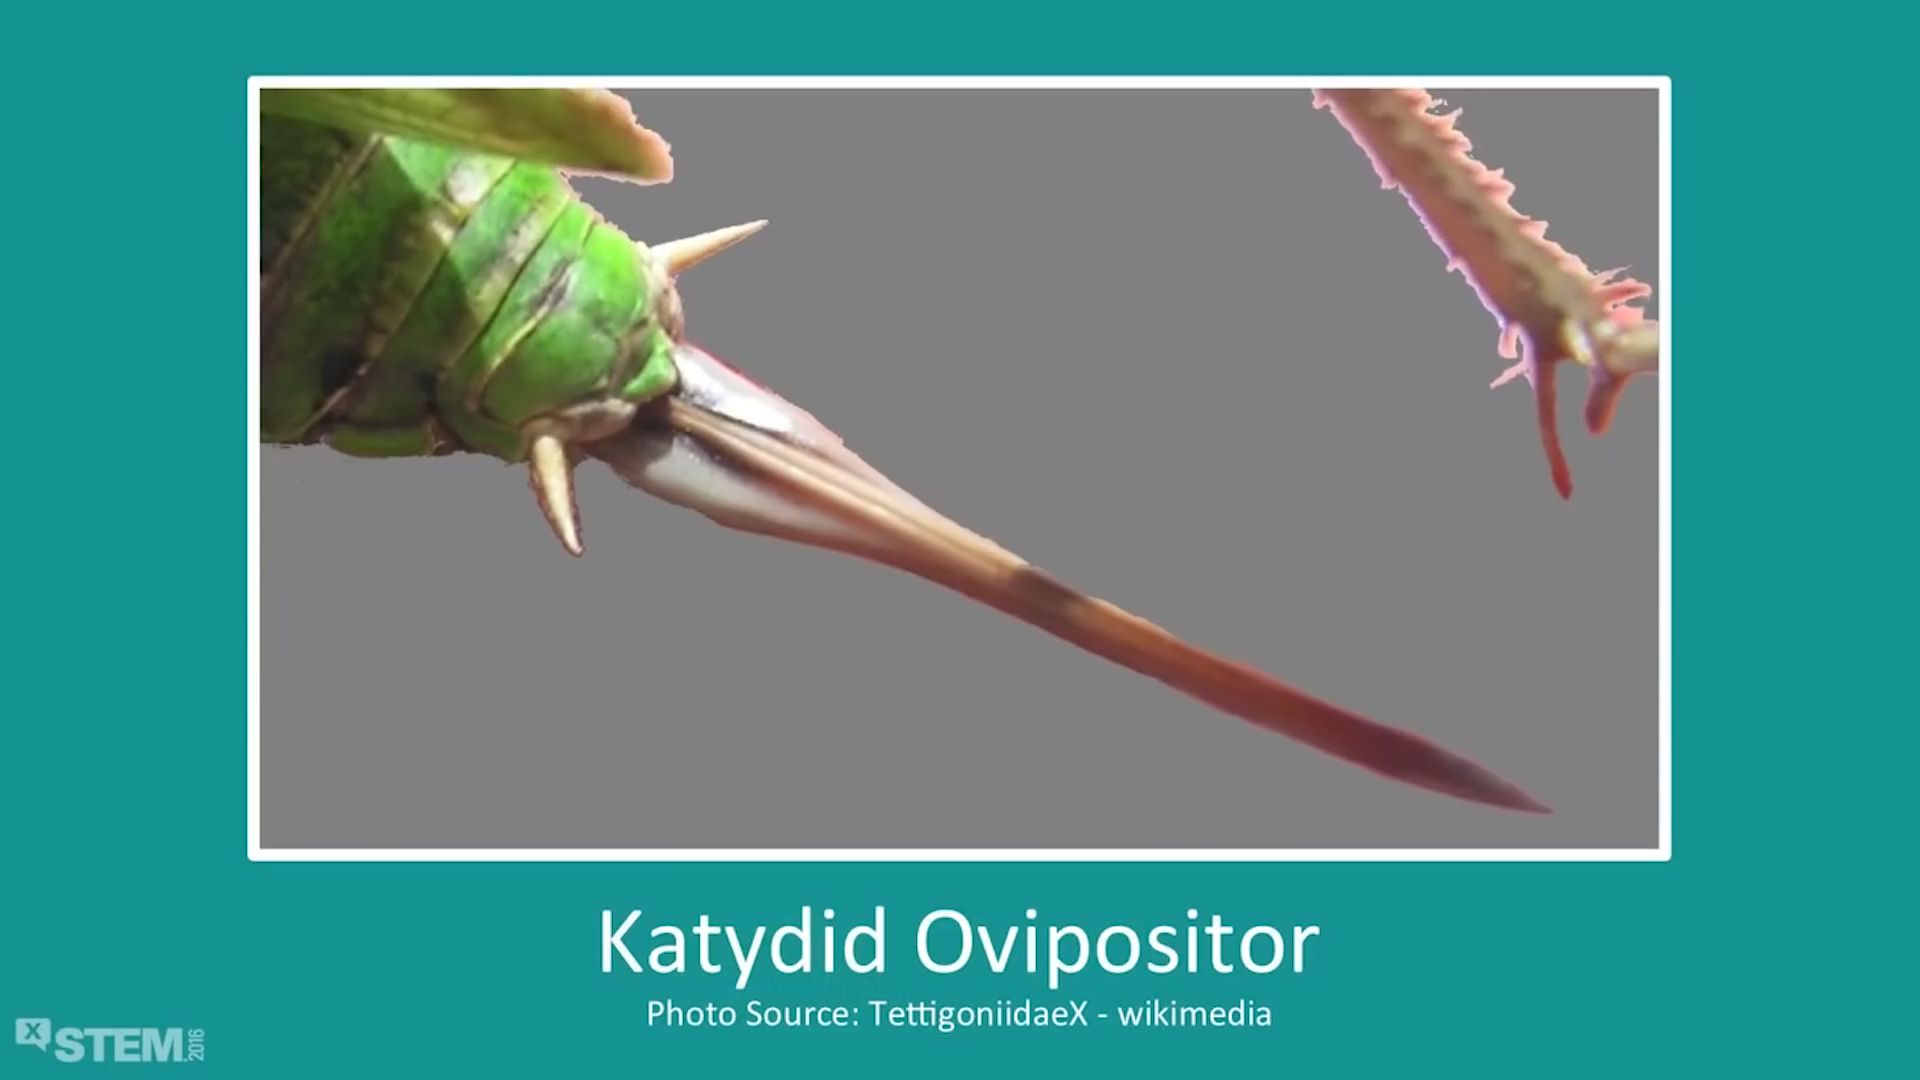 Katydid Ovipositor
Photo Source: TettigoniidaeX - wikimedia
X STEM.2016